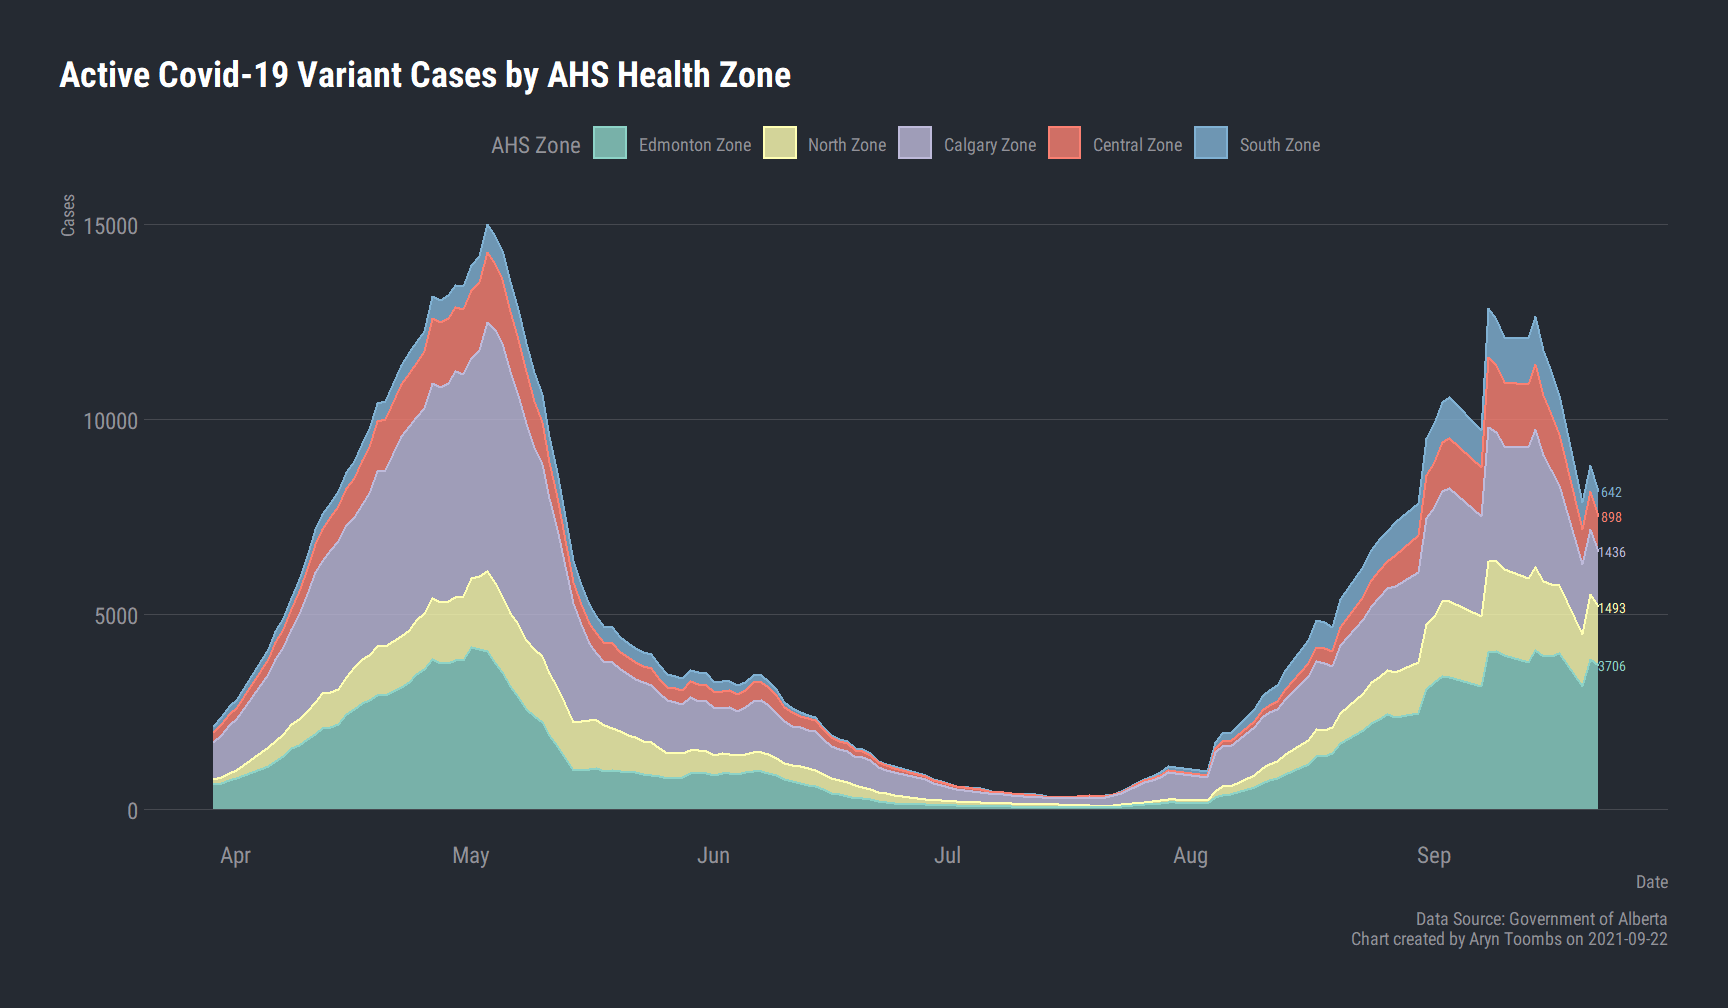 Active Covid-19 Variant Cases by AHS Health Zone
AHS Zone Edmonton Zone North Zone Calgary Zone Central Zone South Zone
Cases
15000
10000
5000
0
642
898
1436
1493
3706
Apr May Jun Jul Aug Sep
Date
Data Source: Government of Alberta
Chart created by Aryn Toombs on 2021-09-22